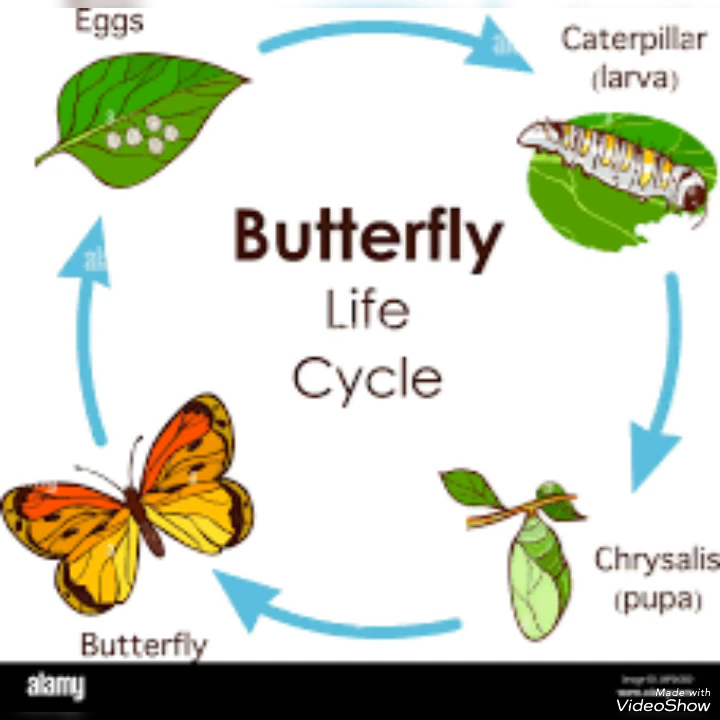 Eggs
Caterpillar
(larva)
Butterfly
Life
Cycle
Chrysalis
(pupa)
Butterfly
alamy
Made with
VideoShow